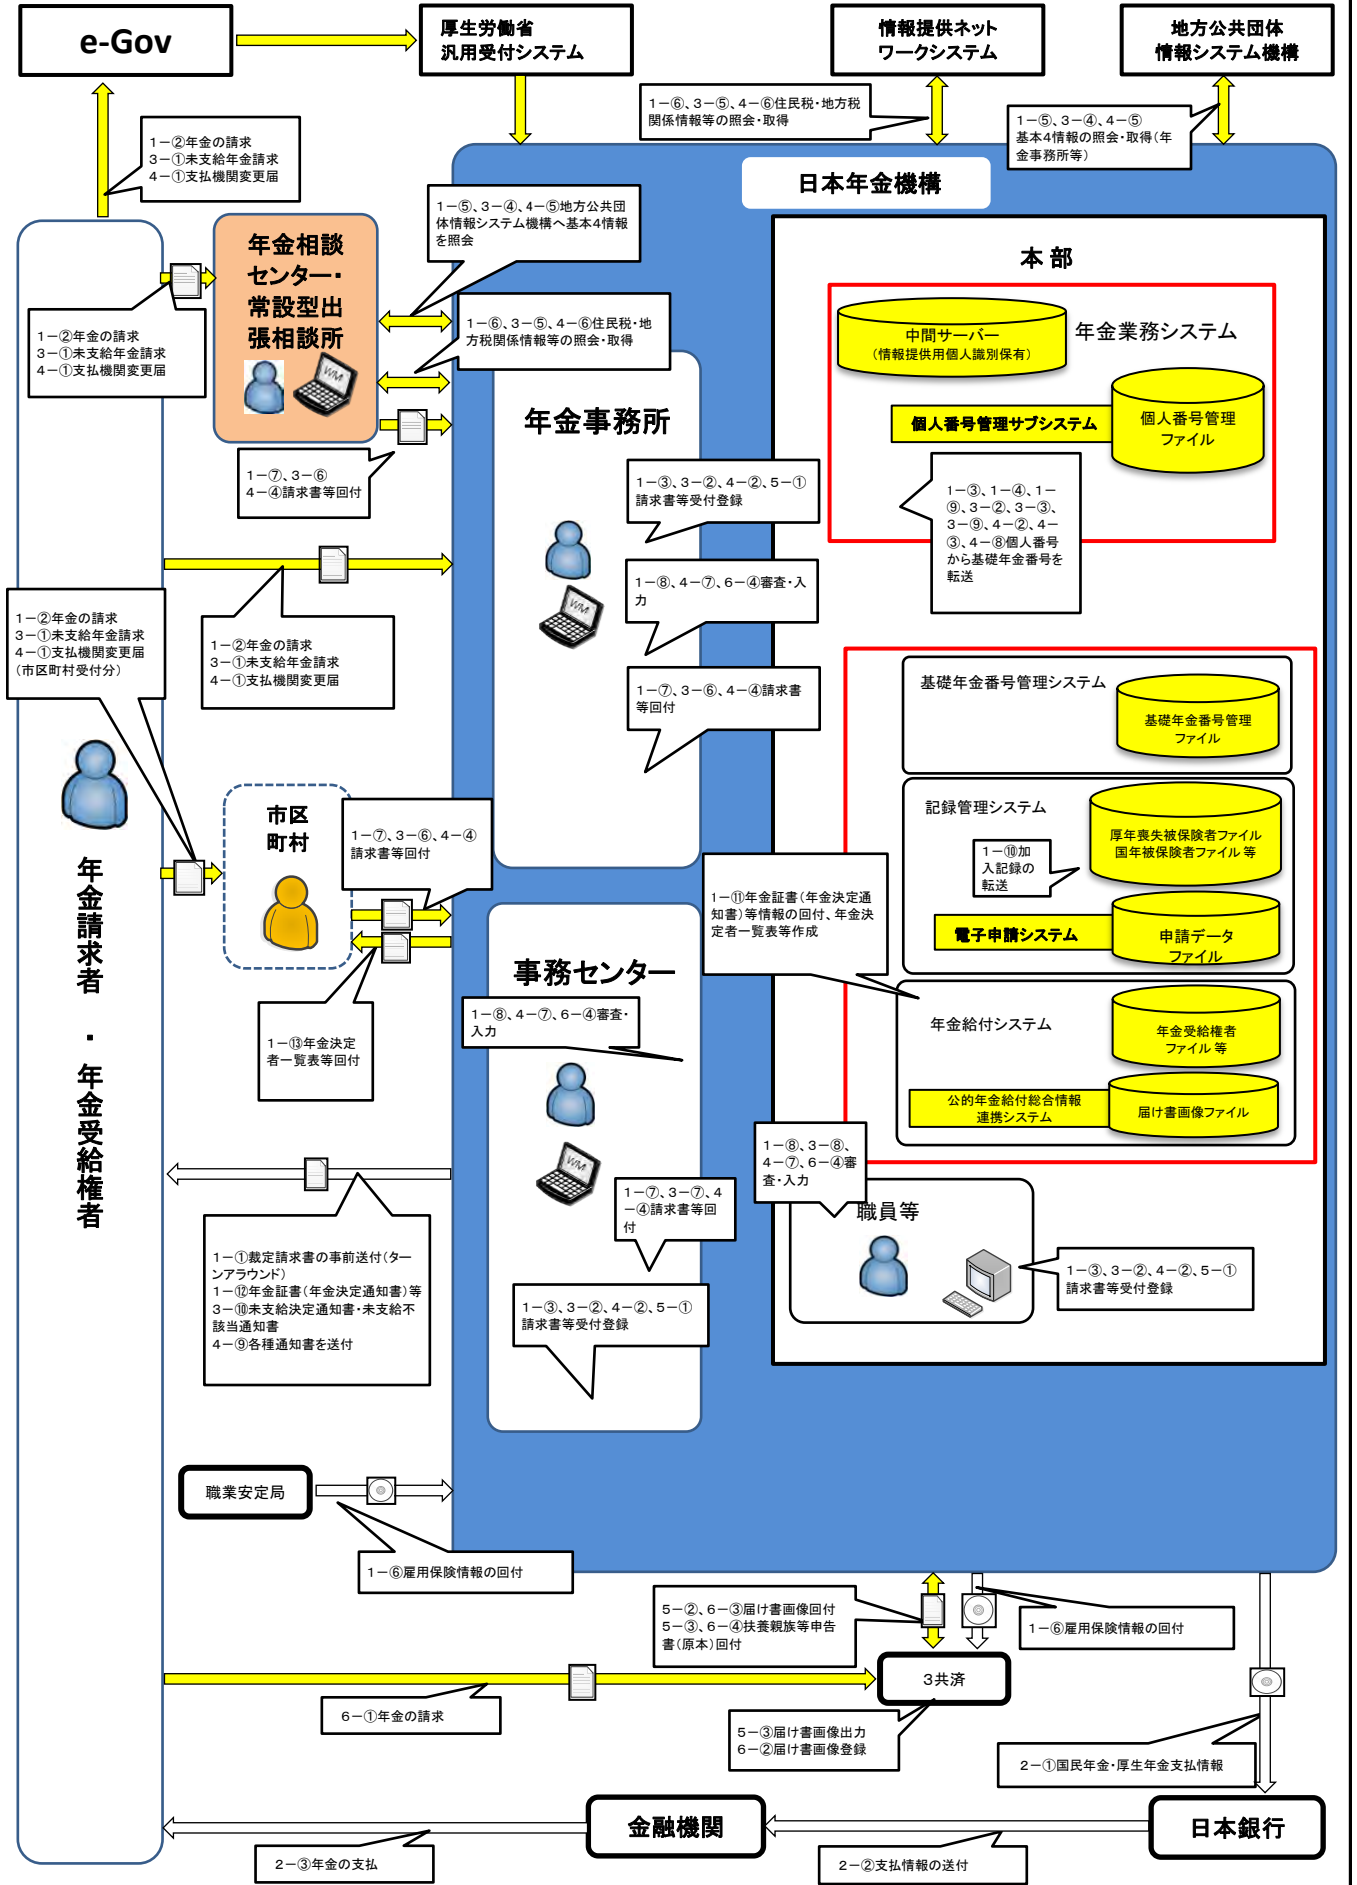 e-Gov
厚生労働省
汎用受付システム
情報提供ネット
ワークシステム
地方公共団体
情報システム機構
1－⑥、3－⑤、4－⑥住民税・地方税
関係情報等の照会・取得
1－⑤、3－④、4－⑤
基本4情報の照会・取得（年
金事務所等）
1－②年金の請求
3－①未支給年金請求
4－①支払機関変更届
日本年金機構
1－⑤、3－④、4－⑤地方公共団
体情報システム機構へ基本4情報
を照会
年金相談
センター・
常設型出
張相談所
本 部
1－②年金の請求
3－①未支給年金請求
4－①支払機関変更届
1－⑥、3－⑤、4－⑥住民税・地
方税関係情報等の照会・取得
中間サーバー
（情報提供用個人識別保有）
年金業務システム
WM
年金事務所
個人番号管理サブシステム
個人番号管理
ファイル
1－⑦、3－⑥
4－④請求書等回付
1－③、3－②、4－②、5－①
請求書等受付登録
1－③、1－④、1－
⑨、3－②、3－③、
3－⑨、4－②、4－
③、4－⑧個人番号
から基礎年金番号を
転送
1－⑧、4－⑦、6－④審査・入
力
WM
1－②年金の請求
3－①未支給年金請求
4－①支払機関変更届
（市区町村受付分）
1－②年金の請求
3－①未支給年金請求
4－①支払機関変更届
1－⑦、3－⑥、4－④請求書
等回付
基礎年金番号管理システム
基礎年金番号管理
ファイル
市区
町村
1－⑦、3－⑥、4－④
請求書等回付
記録管理システム
厚年喪失被保険者ファイル
国年被保険者ファイル 等
1－⑩加
入記録の
転送
年金請求者・年金受給権者
1－⑪年金証書（年金決定通
知書）等情報の回付、年金決
定者一覧表等作成
電子申請システム
申請データ
ファイル
事務センター
1－⑧、4－⑦、6－④審査・
入力
1－⑬年金決定
者一覧表等回付
年金給付システム
年金受給権者
ファイル 等
公的年金給付総合情報
連携システム
届け書画像ファイル
WM
1－⑧、3－⑧、
4－⑦、6－④審
査・入力
1－⑦、3－⑦、4
－④請求書等回
付
職員等
1－①裁定請求書の事前送付（ター
ンアラウンド）
1－⑫年金証書（年金決定通知書）等
3－⑩未支給決定通知書・未支給不
該当通知書
4－⑨各種通知書を送付
1－③、3－②、4－②、5－①
請求書等受付登録
1－③、3－②、4－②、5－①
請求書等受付登録
職業安定局
1－⑥雇用保険情報の回付
5－②、6－③届け書画像回付
5－③、6－④扶養親族等申告
書（原本）回付
1－⑥雇用保険情報の回付
3共済
6－①年金の請求
5－③届け書画像出力
6－②届け書画像登録
2－①国民年金・厚生年金支払情報
金融機関
日本銀行
2－③年金の支払
2－②支払情報の送付